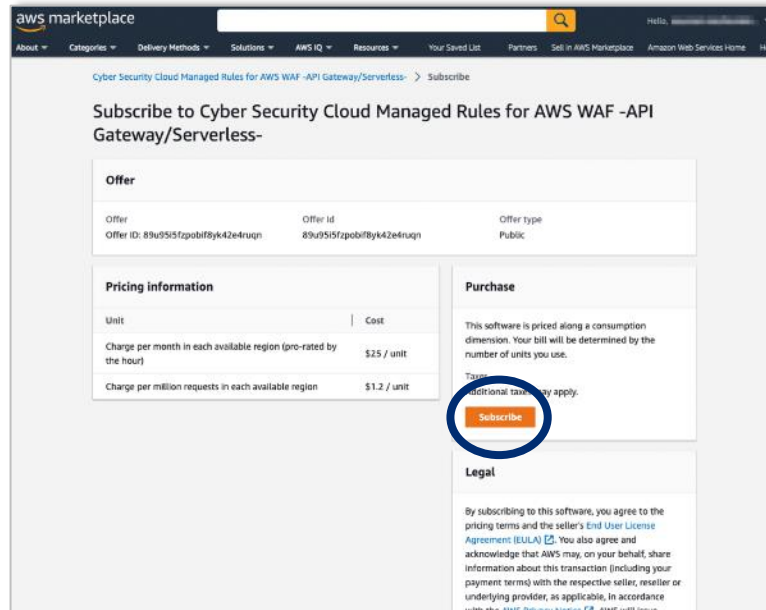 aws marketplace
Hello,
About Categories Delivery Methods Solutions AWS IQ Resources Your Saved List Partners Sell in AWS Marketplace Amazon Web Services Home
Cyber Security Cloud Managed Rules for AWS WAF -API Gateway/Serverless- > Subscribe
Subscribe to Cyber Security Cloud Managed Rules for AWS WAF -API
Gateway/Serverless-
Offer
Offer Offer id Offer type
Offer ID: 89u95i5fzpobif8yk42e4ruqn 89u95i5fzpobif8yk42e4ruqn Public
Pricing information
Unit Cost
Charge per month in each available region (pro-rated by
the hour) $25 / unit
Charge per million requests in each available region $1.2 / unit
Purchase
This software is priced along a consumption
dimension. Your bill will be determined by the
number of units you use.
Taxes
Additional taxes may apply.
Subscribe
Legal
By subscribing to this software, you agree to the
pricing terms and the seller's End User License
Agreement (EULA). You also agree and
acknowledge that AWS may, on your behalf, share
information about this transaction (including your
payment terms) with the respective seller, reseller or
underlying provider, as applicable, in accordance
with the AWS Privacy Notice. AWS will issue